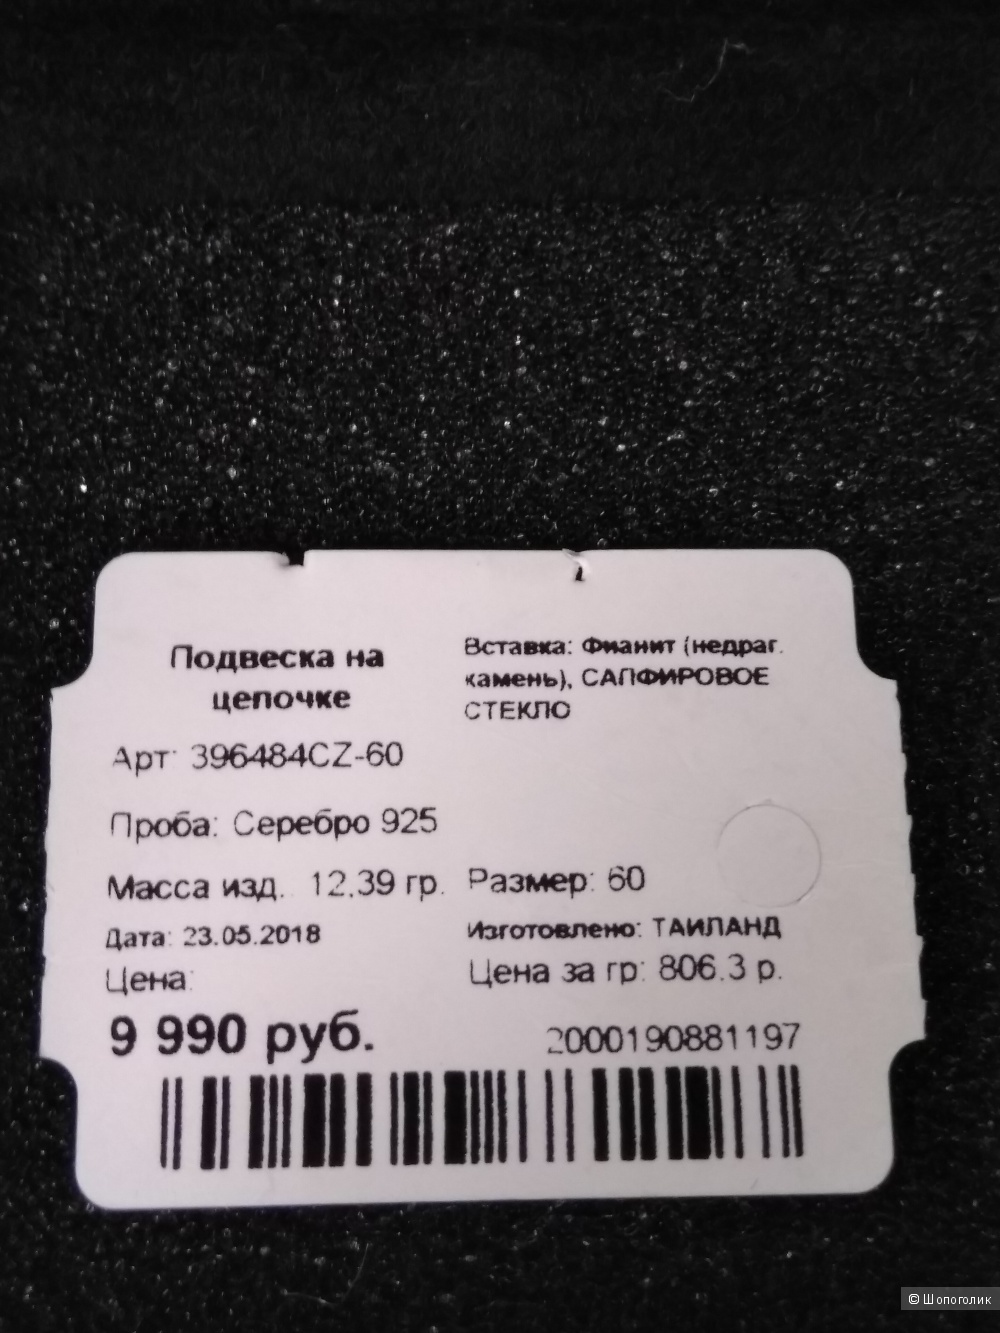 Подвеска на
цепочке
Вставка: Фианит (недраг.
камень), САПФИРОВОЕ
СТЕКЛО
Арт: 396484CZ-60
Проба: Серебро 925
Масса изд. 12.39 гр. Размер: 60
Дата: 23.05.2018 Изготовлено: ТАИЛАНД
Цена: Цена за гр: 806.3 р.
9 990 руб. 2000190881197
© Шопоголик